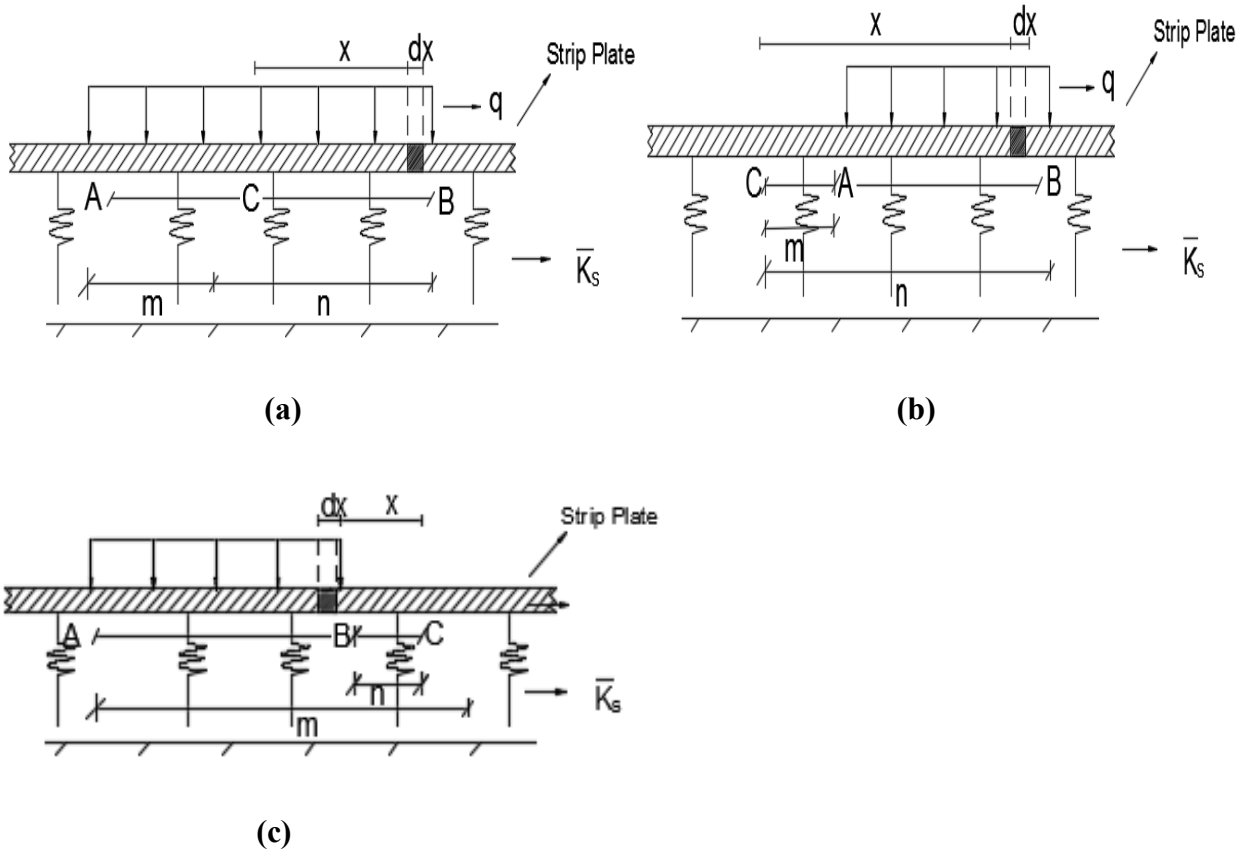 x dx
Strip Plate
q
A C B
K̅s
m n
(a)
x dx
Strip Plate
q
C A B
m
K̅s
n
(b)
dx x
Strip Plate
A B C
n
K̅s
m
(c)